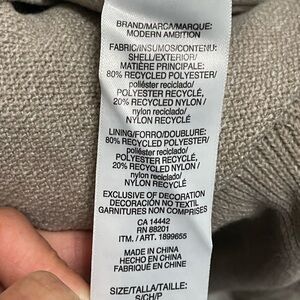 BRAND/MARCA/MARQUE:
MODERN AMBITION
FABRIC/INSUMOS/CONTENU:
SHELL/EXTERIOR/
MATIÈRE PRINCIPALE:
80% RECYCLED POLYESTER/
poliéster reciclado/
POLYESTER RECYCLÉ,
20% RECYCLED NYLON /
nylon reciclado/
NYLON RECYCLÉ
LINING/FORRO/DOUBLURE:
80% RECYCLED POLYESTER/
poliéster reciclado/
POLYESTER RECYCLÉ,
20% RECYCLED NYLON /
nylon reciclado/
NYLON RECYCLÉ
EXCLUSIVE OF DECORATION
DECORACIÓN NO TEXTIL
GARNITURES NON COMPRISES
CA 14442
RN 88201
ITM. / ART. 1899655
MADE IN CHINA
HECHO EN CHINA
FABRIQUÉ EN CHINE
SIZE/TALLA/TAILLE:
S/CH/P